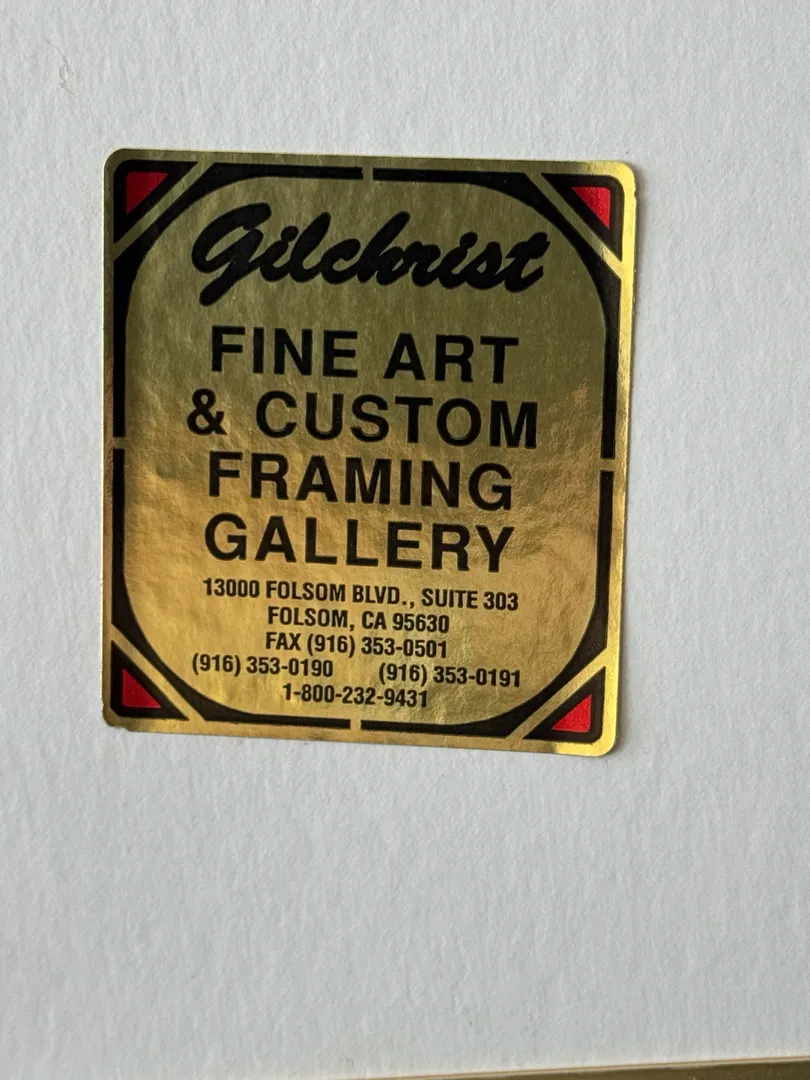 Gilchrist
FINE ART
& CUSTOM
FRAMING
GALLERY
13000 FOLSOM BLVD., SUITE 303
FOLSOM, CA 95630
FAX (916) 353-0501
(916) 353-0190 (916) 353-0191
1-800-232-9431